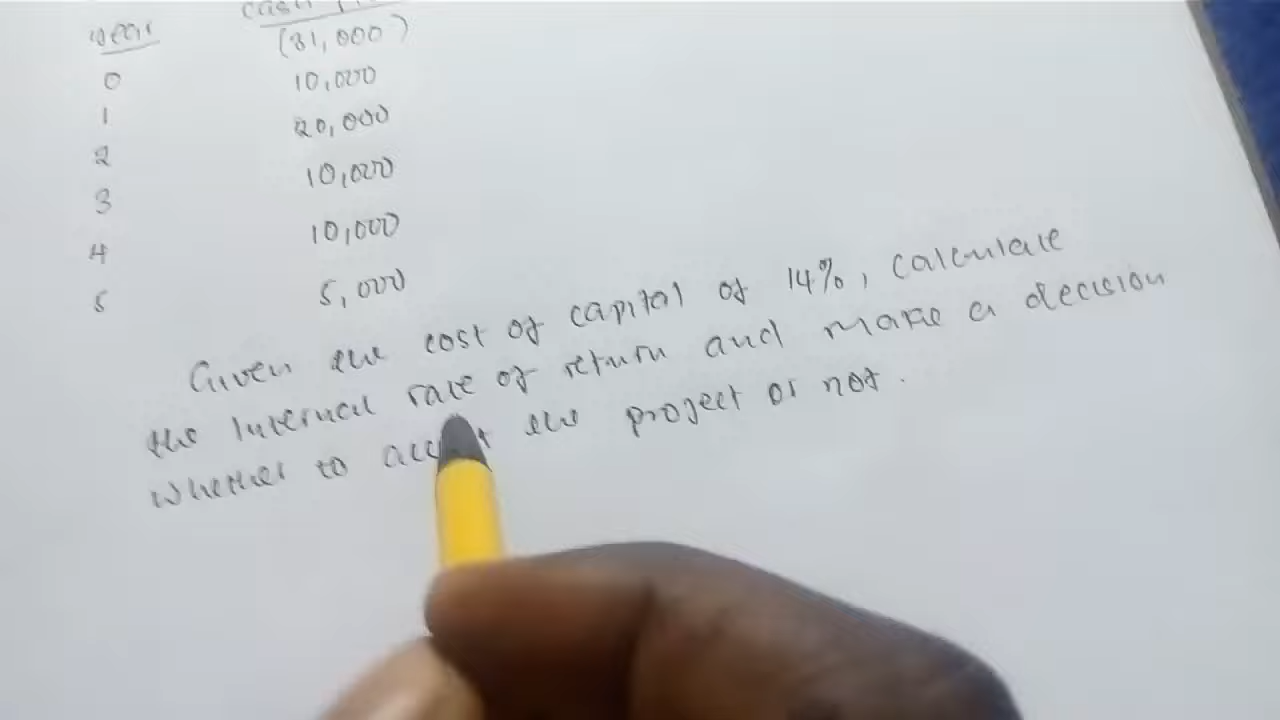 year cash
(31,000)
0 10,000
1 20,000
2 10,000
3 10,000
4 5,000
5
Given the cost of capital of 14%, calculate
the internal rate of return and make a decision
whether to accept the project or not.